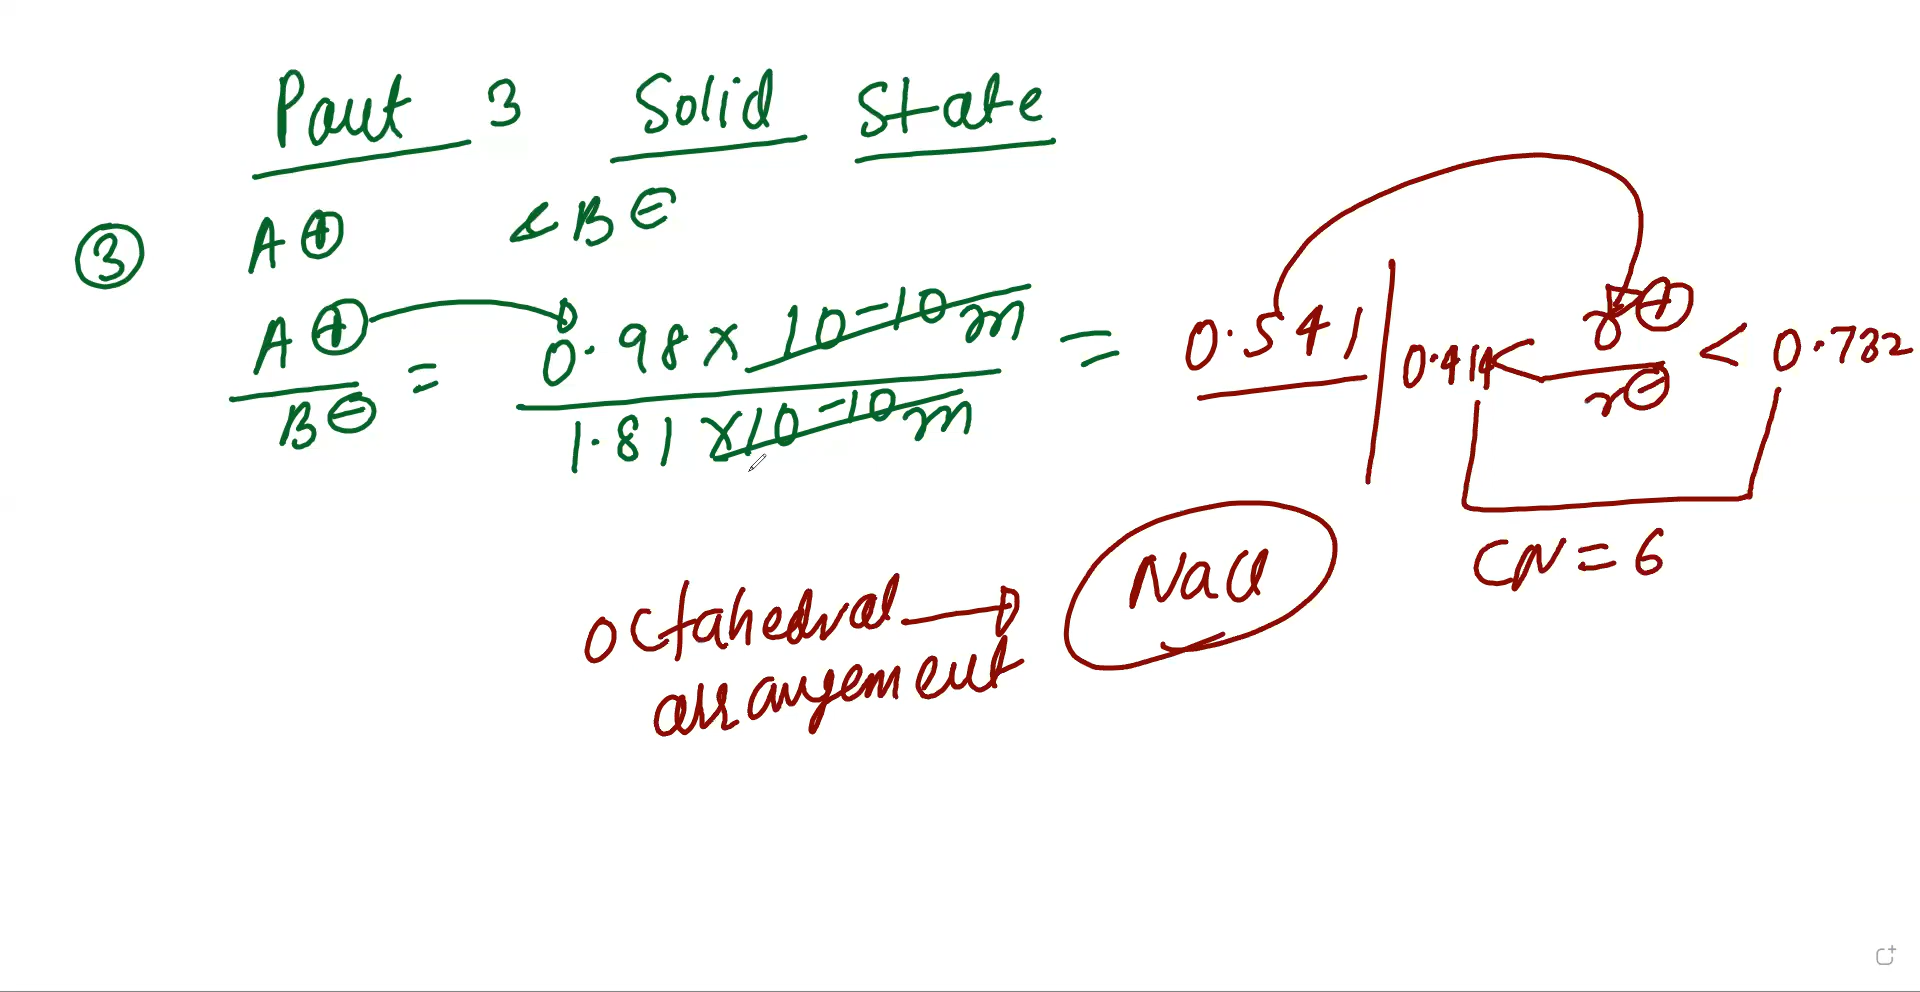 Part 3 Solid State
③ A⊕ < B⊖
A⊕ / B⊖ = 0.98 × 10⁻¹⁰ m / 1.81 × 10⁻¹⁰ m = 0.541 | 0.414 < r⊕ / r⊖ < 0.732
CN = 6
octahedral → NaCl
arrangement